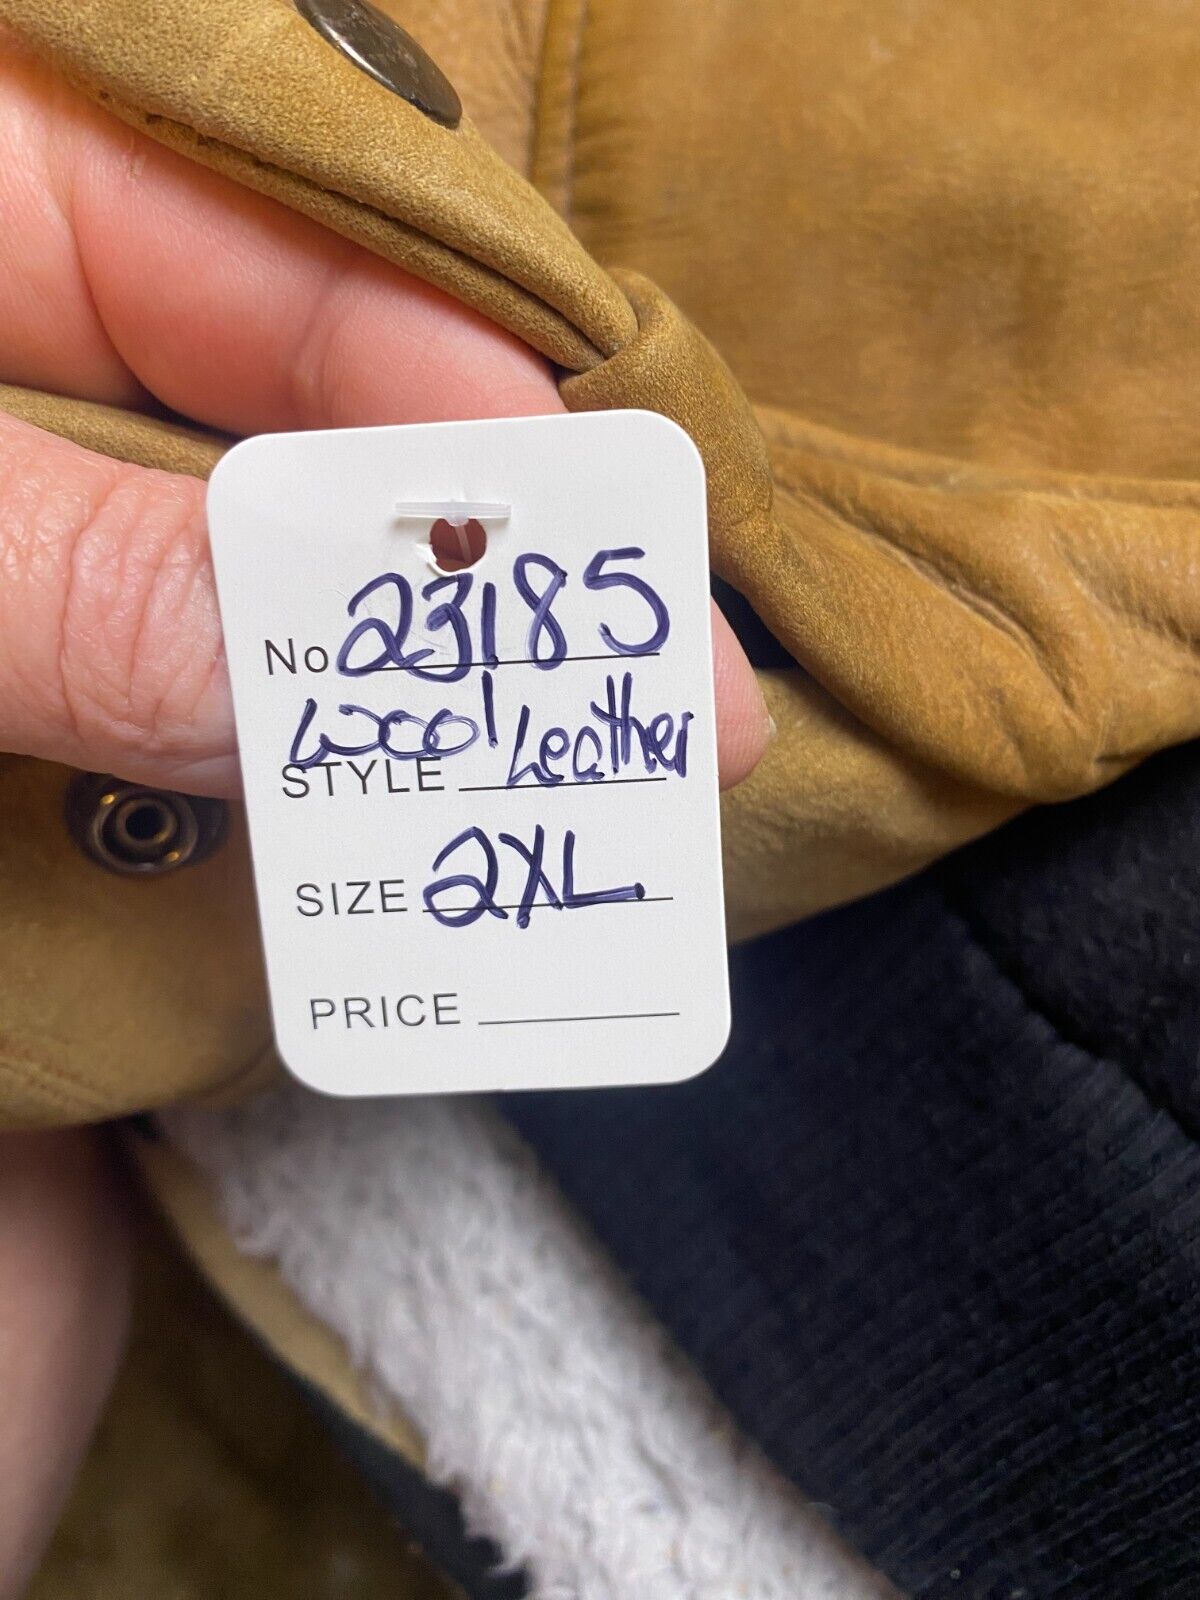 No 23185
Wool Leather
STYLE
SIZE 2XL
PRICE